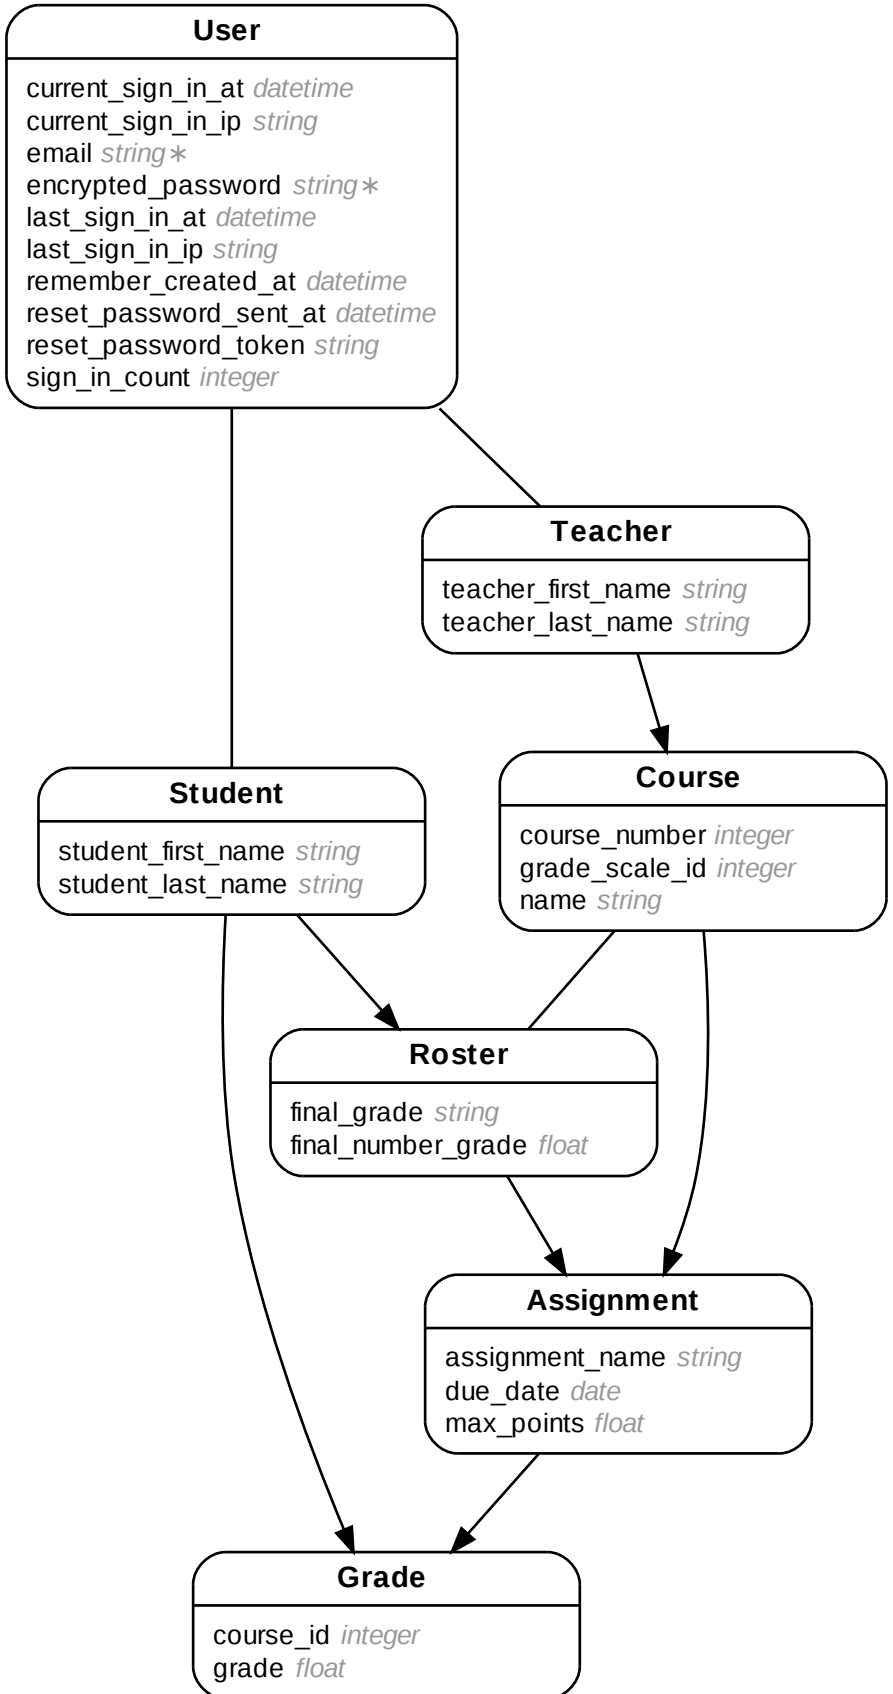 User
current_sign_in_at datetime
current_sign_in_ip string
email string∗
encrypted_password string∗
last_sign_in_at datetime
last_sign_in_ip string
remember_created_at datetime
reset_password_sent_at datetime
reset_password_token string
sign_in_count integer
Teacher
teacher_first_name string
teacher_last_name string
Student
student_first_name string
student_last_name string
Course
course_number integer
grade_scale_id integer
name string
Roster
final_grade string
final_number_grade float
Assignment
assignment_name string
due_date date
max_points float
Grade
course_id integer
grade float